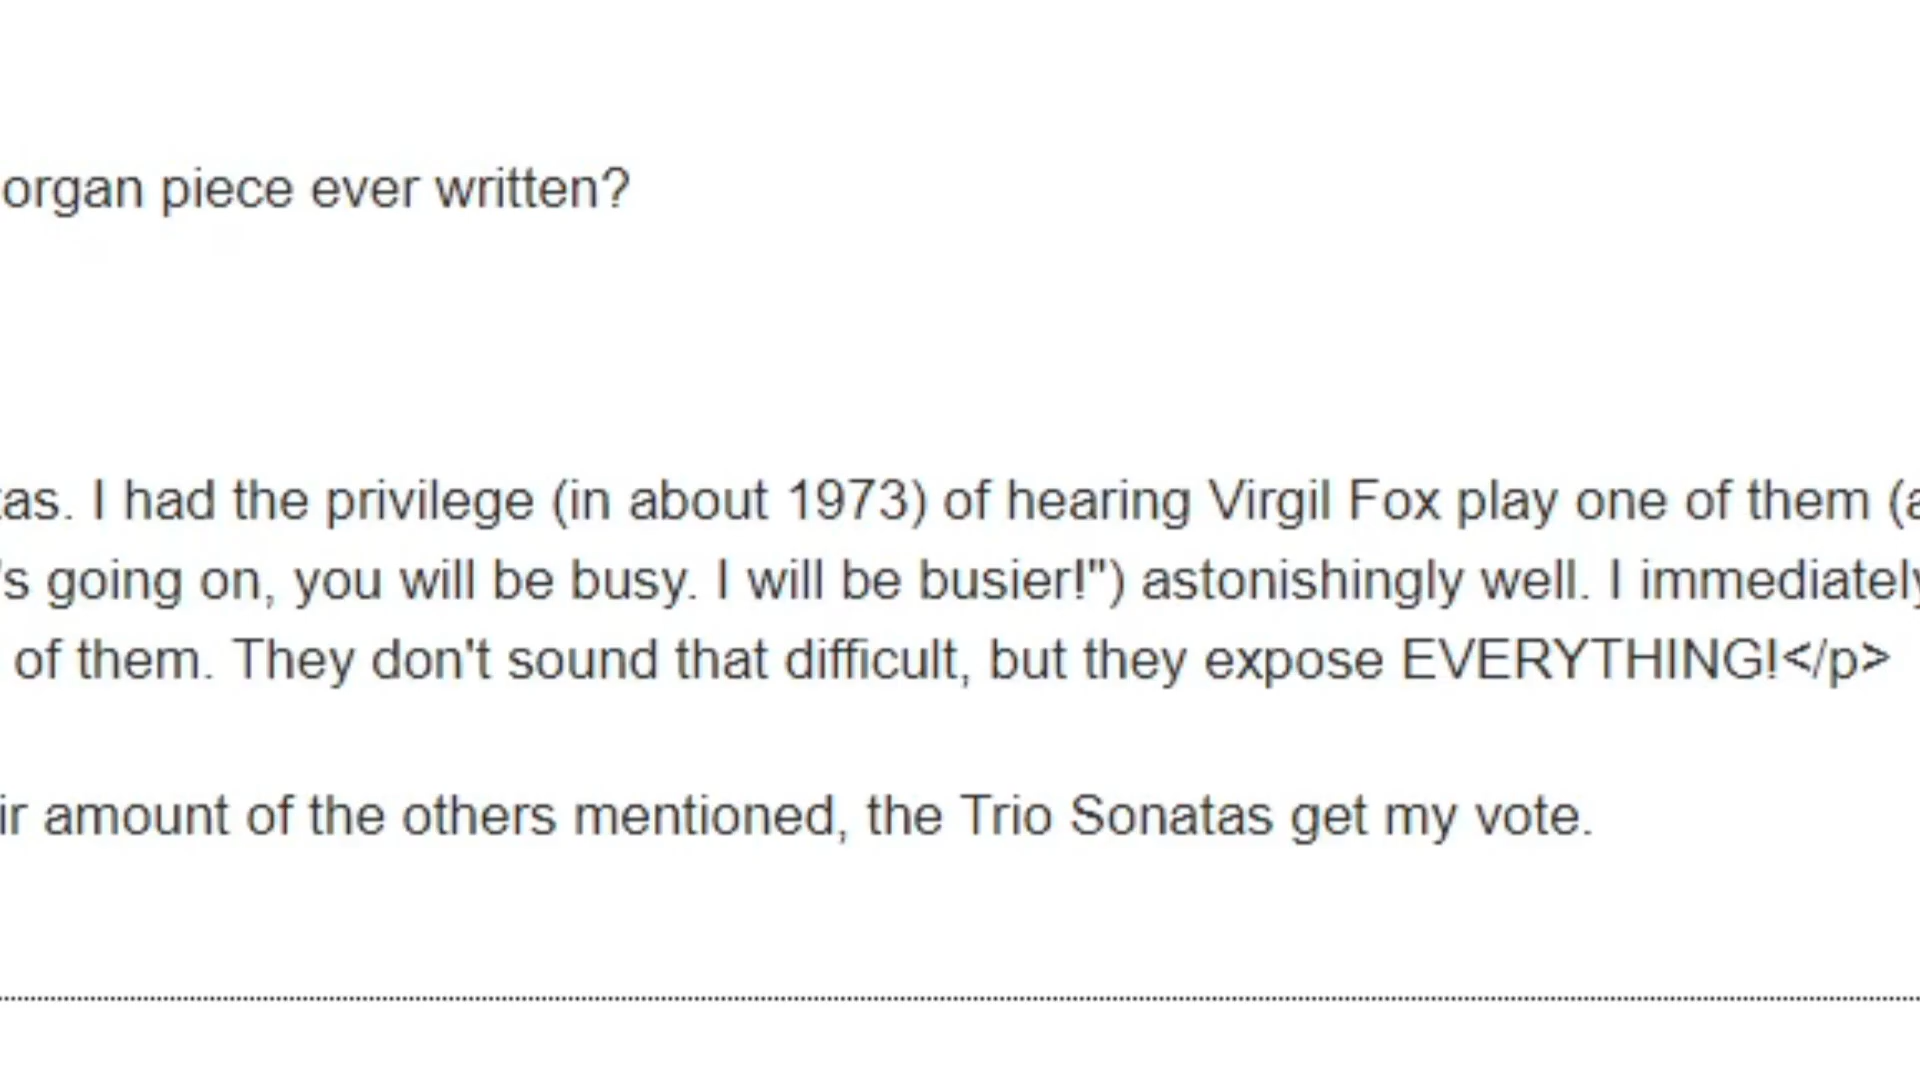 organ piece ever written?
tas. I had the privilege (in about 1973) of hearing Virgil Fox play one of them (a
's going on, you will be busy. I will be busier!") astonishingly well. I immediately
of them. They don't sound that difficult, but they expose EVERYTHING!</p>
ir amount of the others mentioned, the Trio Sonatas get my vote.